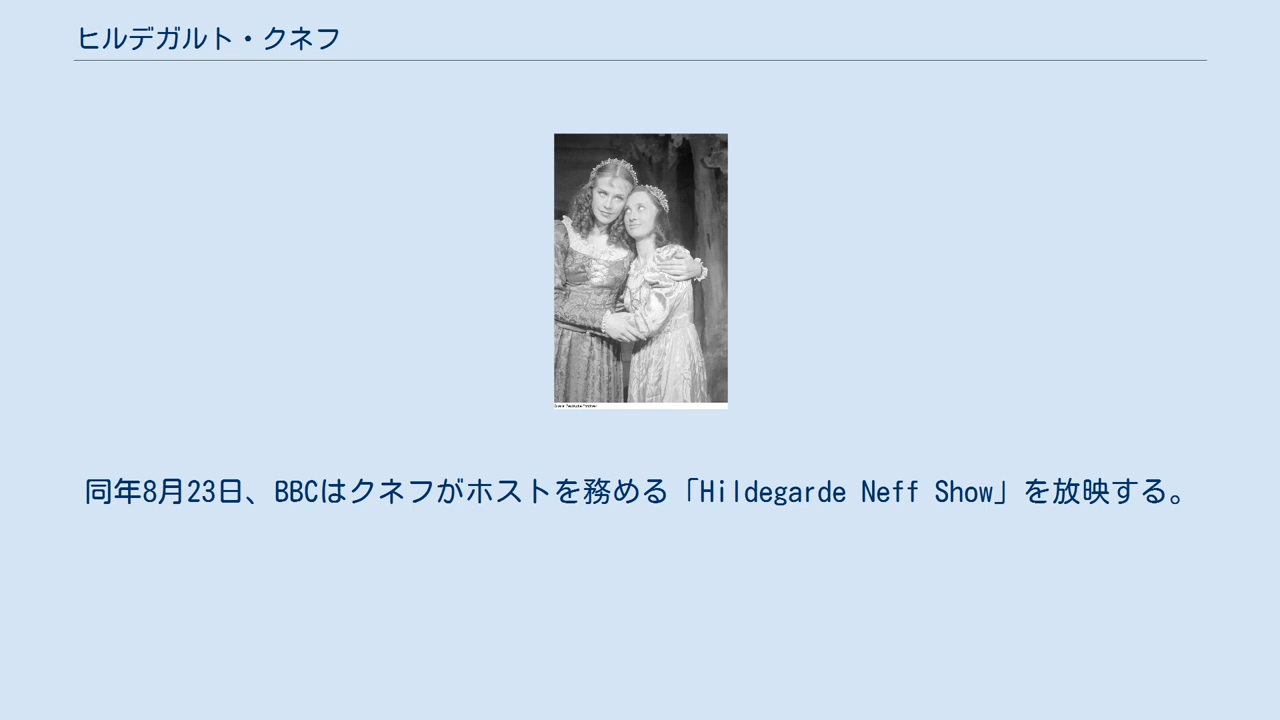 ヒルデガルト・クネフ
同年8月23日、BBCはクネフがホストを務める「Hildegarde Neff Show」を放映する。